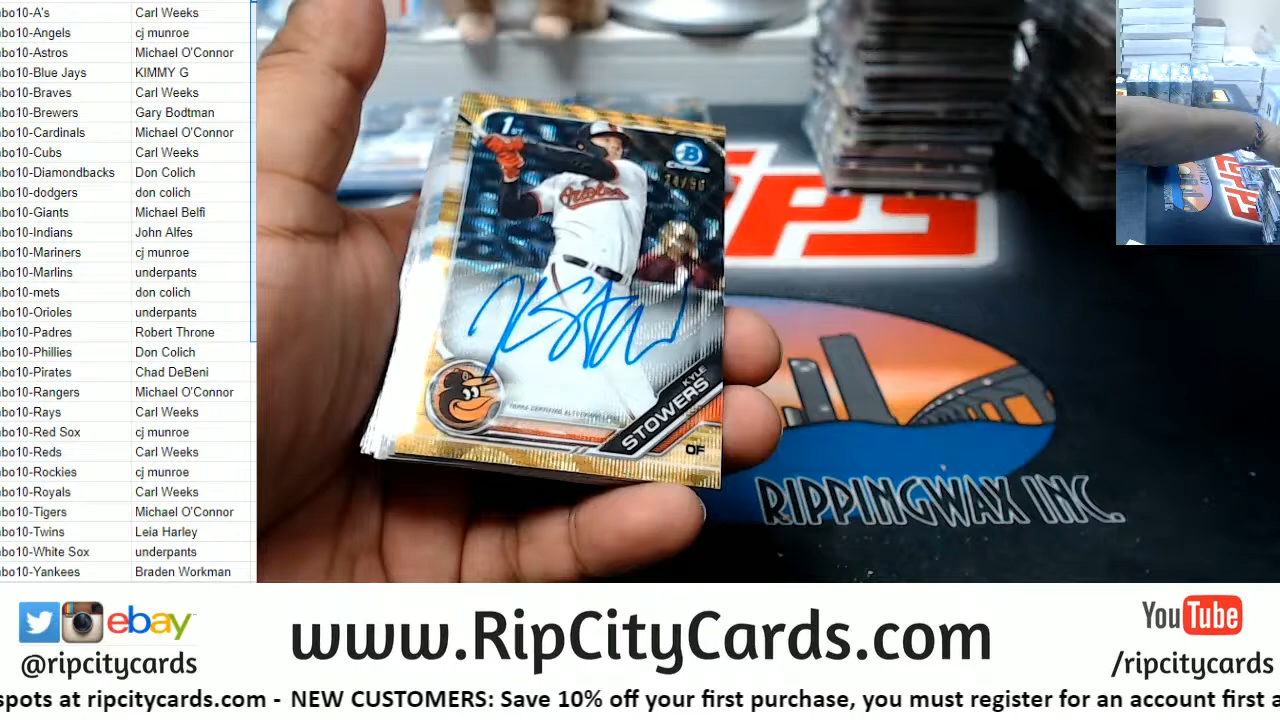 bo10-A's Carl Weeks
bo10-Angels cj munroe
bo10-Astros Michael O'Connor
bo10-Blue Jays KIMMY G
bo10-Braves Carl Weeks
bo10-Brewers Gary Bodtman
bo10-Cardinals Michael O'Connor
bo10-Cubs Carl Weeks
bo10-Diamondbacks Don Colich
bo10-dodgers don colich
bo10-Giants Michael Belfi
bo10-Indians John Alfes
bo10-Mariners cj munroe
bo10-Marlins underpants
bo10-mets don colich
bo10-Orioles underpants
bo10-Padres Robert Throne
bo10-Phillies Don Colich
bo10-Pirates Chad DeBeni
bo10-Rangers Michael O'Connor
bo10-Rays Carl Weeks
bo10-Red Sox cj munroe
bo10-Reds Carl Weeks
bo10-Rockies cj munroe
bo10-Royals Carl Weeks
bo10-Tigers Michael O'Connor
bo10-Twins Leia Harley
bo10-White Sox underpants
bo10-Yankees Braden Workman
1ST
B
Orioles
KYLE
STOWERS
OF
PPS
RIPPINGWAX INC.
ebay
@ripcitycards
www.RipCityCards.com
YouTube
/ripcitycards
spots at ripcitycards.com - NEW CUSTOMERS: Save 10% off your first purchase, you must register for an account first a